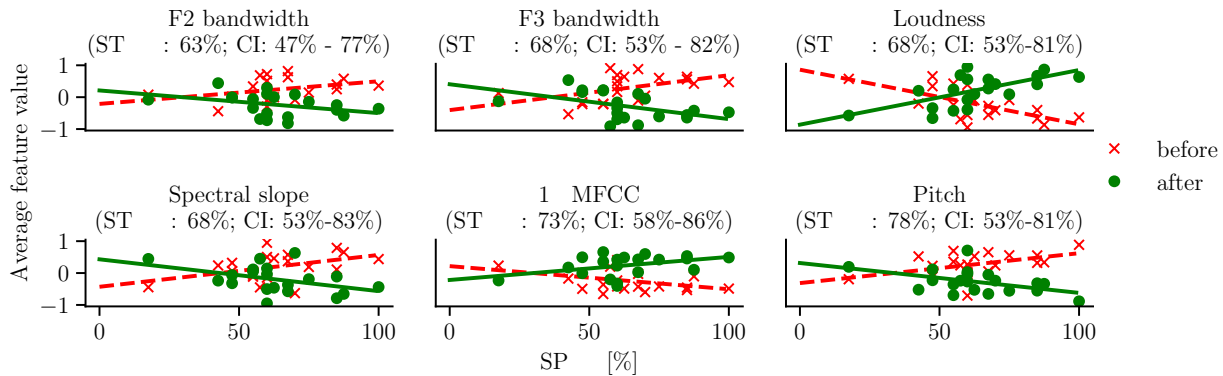 F2 bandwidth
(ST : 63%; CI: 47% - 77%)
F3 bandwidth
(ST : 68%; CI: 53% - 82%)
Loudness
(ST : 68%; CI: 53%-81%)
Average feature value
1
0
−1
before
after
Spectral slope
(ST : 68%; CI: 53%-83%)
1 MFCC
(ST : 73%; CI: 58%-86%)
Pitch
(ST : 78%; CI: 53%-81%)
1
0
−1
0 50 100
0 50 100
0 50 100
SP [%]